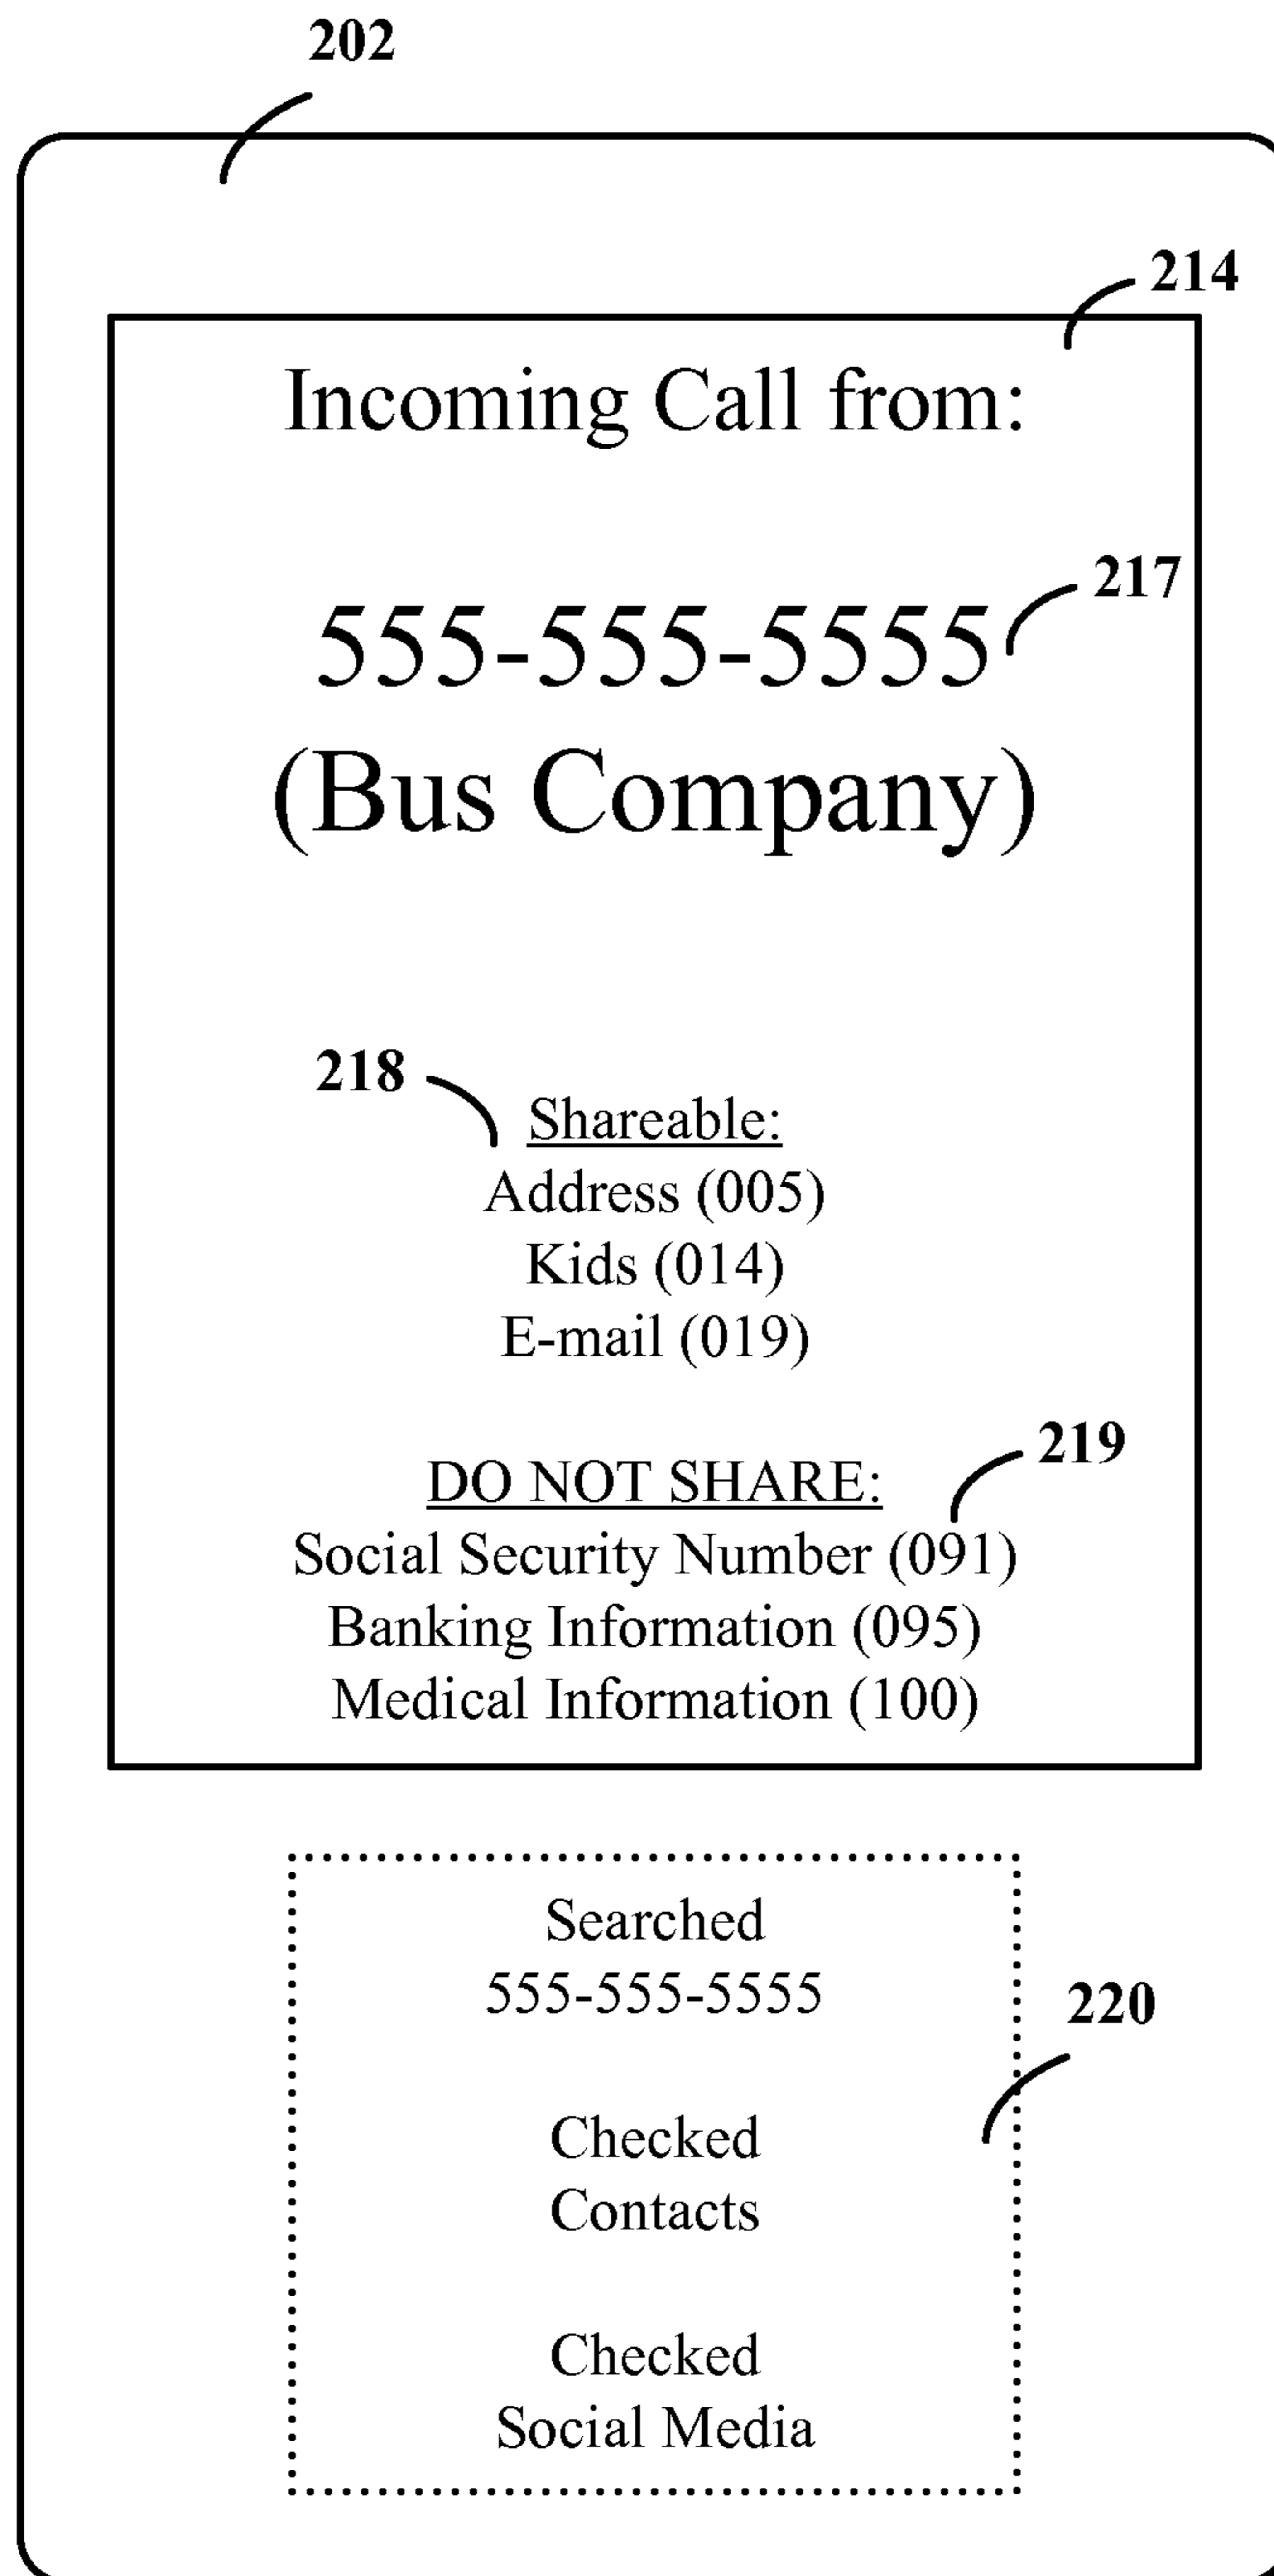 202
214
Incoming Call from:
217
555-555-5555
(Bus Company)
218
Shareable:
Address (005)
Kids (014)
E-mail (019)
219
DO NOT SHARE:
Social Security Number (091)
Banking Information (095)
Medical Information (100)
Searched
555-555-5555
220
Checked
Contacts
Checked
Social Media